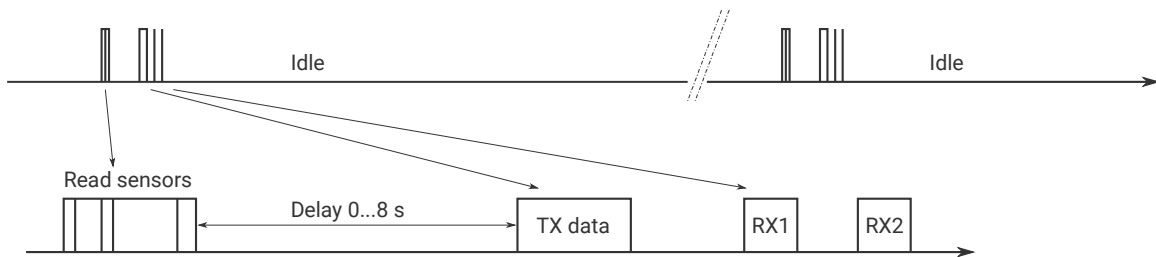 Idle
Idle
Read sensors
Delay 0...8 s
TX data
RX1
RX2